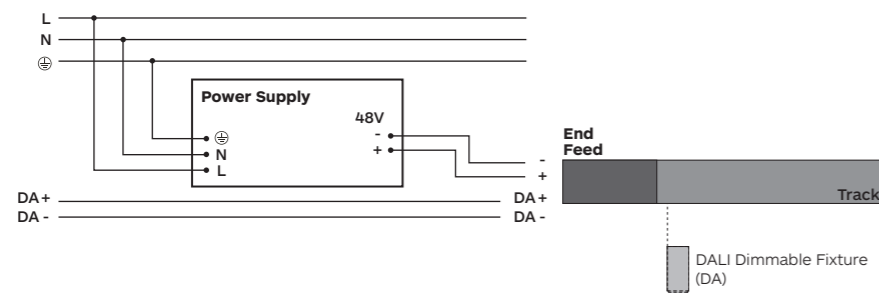 L
N
Power Supply
48V
-
+
N
L
End
Feed
-
+
DA+
DA -
DA+
DA -
Track
DALI Dimmable Fixture
(DA)